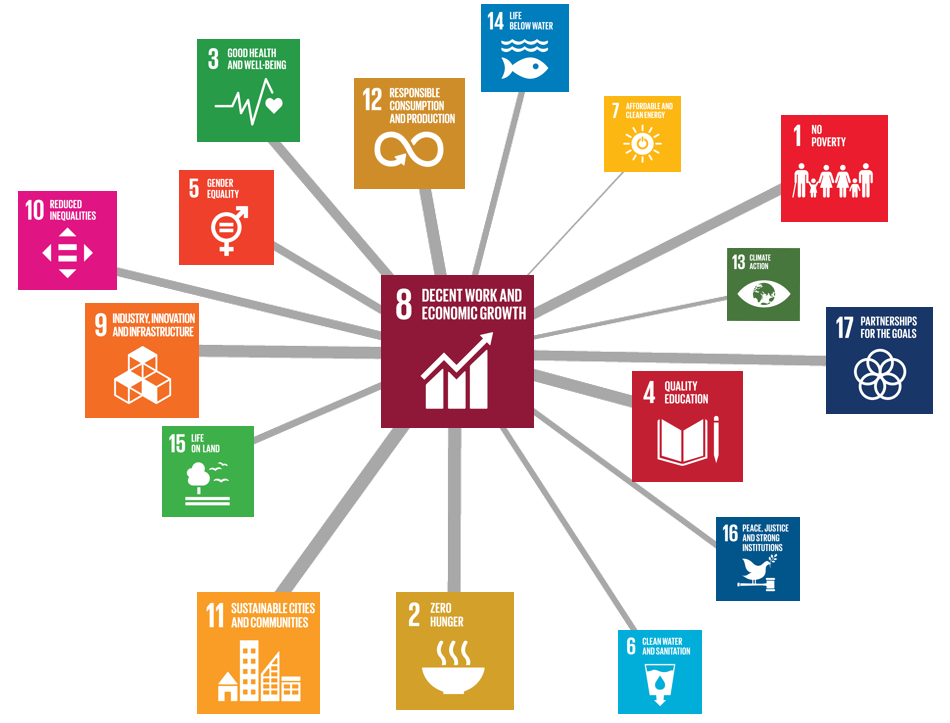 14 LIFE
BELOW WATER
3 GOOD HEALTH
AND WELL-BEING
12 RESPONSIBLE
CONSUMPTION
AND PRODUCTION
7 AFFORDABLE AND
CLEAN ENERGY
1 NO
POVERTY
5 GENDER
EQUALITY
10 REDUCED
INEQUALITIES
13 CLIMATE
ACTION
8 DECENT WORK AND
ECONOMIC GROWTH
9 INDUSTRY, INNOVATION
AND INFRASTRUCTURE
17 PARTNERSHIPS
FOR THE GOALS
4 QUALITY
EDUCATION
15 LIFE
ON LAND
16 PEACE, JUSTICE
AND STRONG
INSTITUTIONS
11 SUSTAINABLE CITIES
AND COMMUNITIES
2 ZERO
HUNGER
6 CLEAN WATER
AND SANITATION